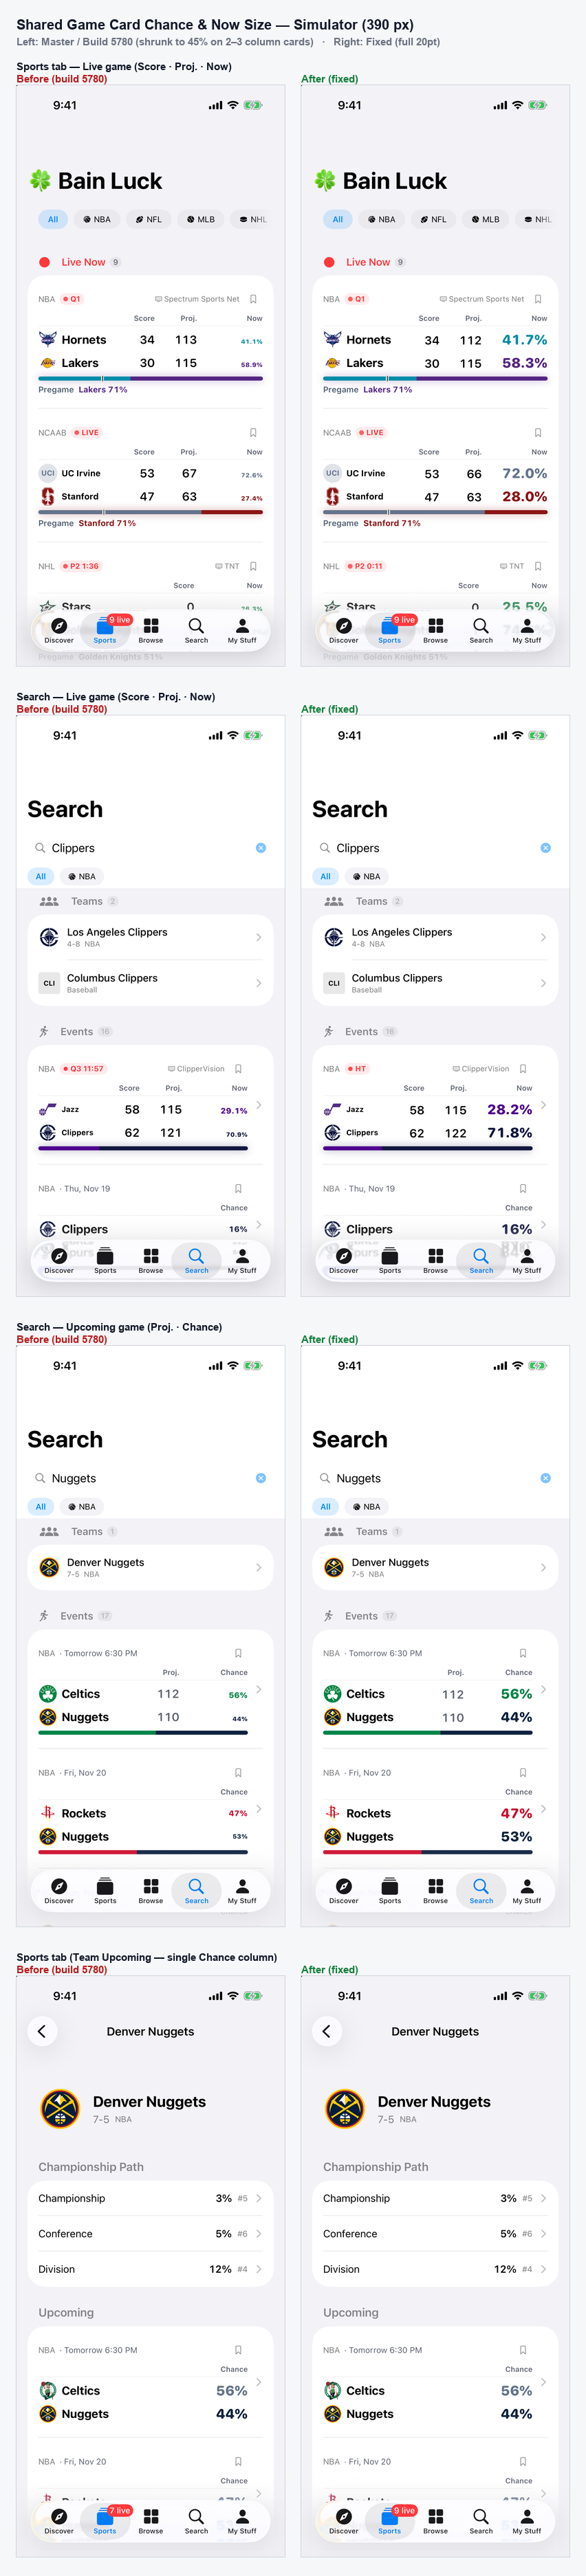 Shared Game Card Chance & Now Size — Simulator (390 px)
Left: Master / Build 5780 (shrunk to 45% on 2–3 column cards) · Right: Fixed (full 20pt)
Sports tab — Live game (Score · Proj. · Now)
Before (build 5780)
After (fixed)
9:41
Bain Luck
All NBA NFL MLB NHL
Live Now 9
NBA Q1 Spectrum Sports Net
Score Proj. Now
Hornets 34 113 41.1%
Lakers 30 115 58.9%
Pregame Lakers 71%
NCAAB LIVE
Score Proj. Now
UCI UC Irvine 53 67 72.6%
Stanford 47 63 27.4%
Pregame Stanford 71%
NHL P2 1:36 TNT
Score Now
Stars 0 26.3%
9 live
Discover Sports Browse Search My Stuff
Pregame Golden Knights 51%
9:41
Bain Luck
All NBA NFL MLB NHL
Live Now 9
NBA Q1 Spectrum Sports Net
Score Proj. Now
Hornets 34 112 41.7%
Lakers 30 115 58.3%
Pregame Lakers 71%
NCAAB LIVE
Score Proj. Now
UCI UC Irvine 53 66 72.0%
Stanford 47 63 28.0%
Pregame Stanford 71%
NHL P2 0:11 TNT
Score Now
Stars 0 25.5%
9 live
Discover Sports Browse Search My Stuff
Pregame Golden Knights 51%
Search — Live game (Score · Proj. · Now)
Before (build 5780)
After (fixed)
9:41
Search
Clippers
All NBA
Teams 2
Los Angeles Clippers
4-8 NBA
CLI Columbus Clippers
Baseball
Events 16
NBA Q3 11:57 ClipperVision
Score Proj. Now
Jazz 58 115 29.1%
Clippers 62 121 70.9%
NBA · Thu, Nov 19
Chance
Clippers 16%
Discover Sports Browse Search My Stuff
9:41
Search
Clippers
All NBA
Teams 2
Los Angeles Clippers
4-8 NBA
CLI Columbus Clippers
Baseball
Events 16
NBA HT ClipperVision
Score Proj. Now
Jazz 58 115 28.2%
Clippers 62 122 71.8%
NBA · Thu, Nov 19
Chance
Clippers 16%
Discover Sports Browse Search My Stuff
Search — Upcoming game (Proj. · Chance)
Before (build 5780)
After (fixed)
9:41
Search
Nuggets
All NBA
Teams 1
Denver Nuggets
7-5 NBA
Events 17
NBA · Tomorrow 6:30 PM
Proj. Chance
Celtics 112 56%
Nuggets 110 44%
NBA · Fri, Nov 20
Chance
Rockets 47%
Nuggets 53%
Discover Sports Browse Search My Stuff
9:41
Search
Nuggets
All NBA
Teams 1
Denver Nuggets
7-5 NBA
Events 17
NBA · Tomorrow 6:30 PM
Proj. Chance
Celtics 112 56%
Nuggets 110 44%
NBA · Fri, Nov 20
Chance
Rockets 47%
Nuggets 53%
Discover Sports Browse Search My Stuff
Sports tab (Team Upcoming — single Chance column)
Before (build 5780)
After (fixed)
9:41
Denver Nuggets
Denver Nuggets
7-5 NBA
Championship Path
Championship 3% #5
Conference 5% #6
Division 12% #4
Upcoming
NBA · Tomorrow 6:30 PM
Chance
Celtics 56%
Nuggets 44%
NBA · Fri, Nov 20
Chance
7 live
Discover Sports Browse Search My Stuff
9:41
Denver Nuggets
Denver Nuggets
7-5 NBA
Championship Path
Championship 3% #5
Conference 5% #6
Division 12% #4
Upcoming
NBA · Tomorrow 6:30 PM
Chance
Celtics 56%
Nuggets 44%
NBA · Fri, Nov 20
Chance
9 live
Discover Sports Browse Search My Stuff